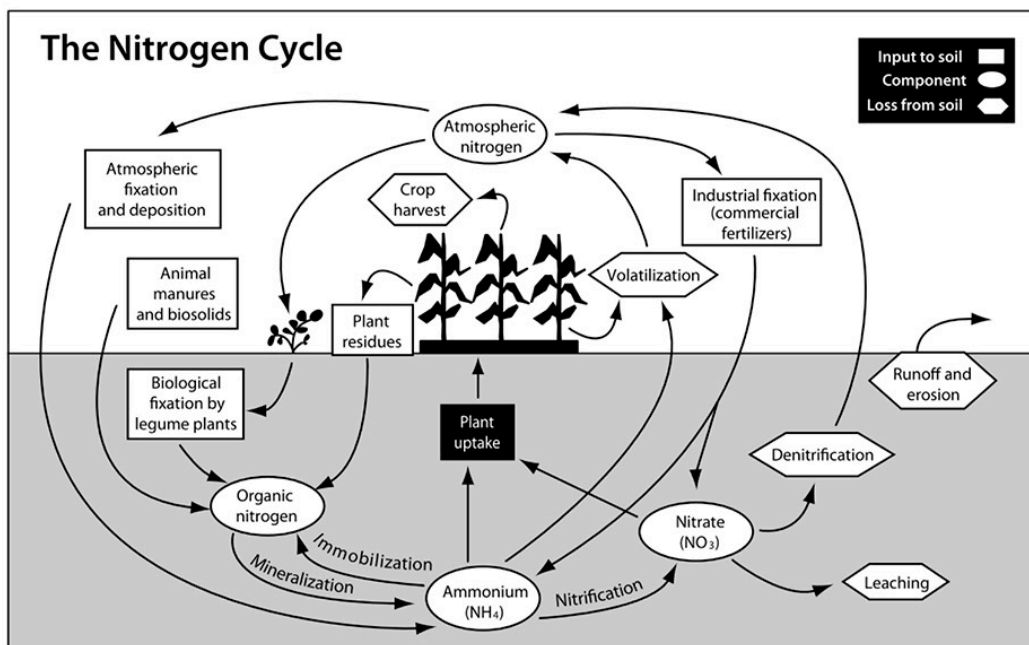 The Nitrogen Cycle
Input to soil
Component
Loss from soil
Atmospheric
nitrogen
Atmospheric
fixation
and deposition
Crop
harvest
Industrial fixation
(commercial
fertilizers)
Animal
manures
and biosolids
Volatilization
Plant
residues
Runoff and
erosion
Biological
fixation by
legume plants
Plant
uptake
Denitrification
Organic
nitrogen
Nitrate
(NO₃)
Immobilization
Mineralization
Ammonium
(NH₄)
Nitrification
Leaching